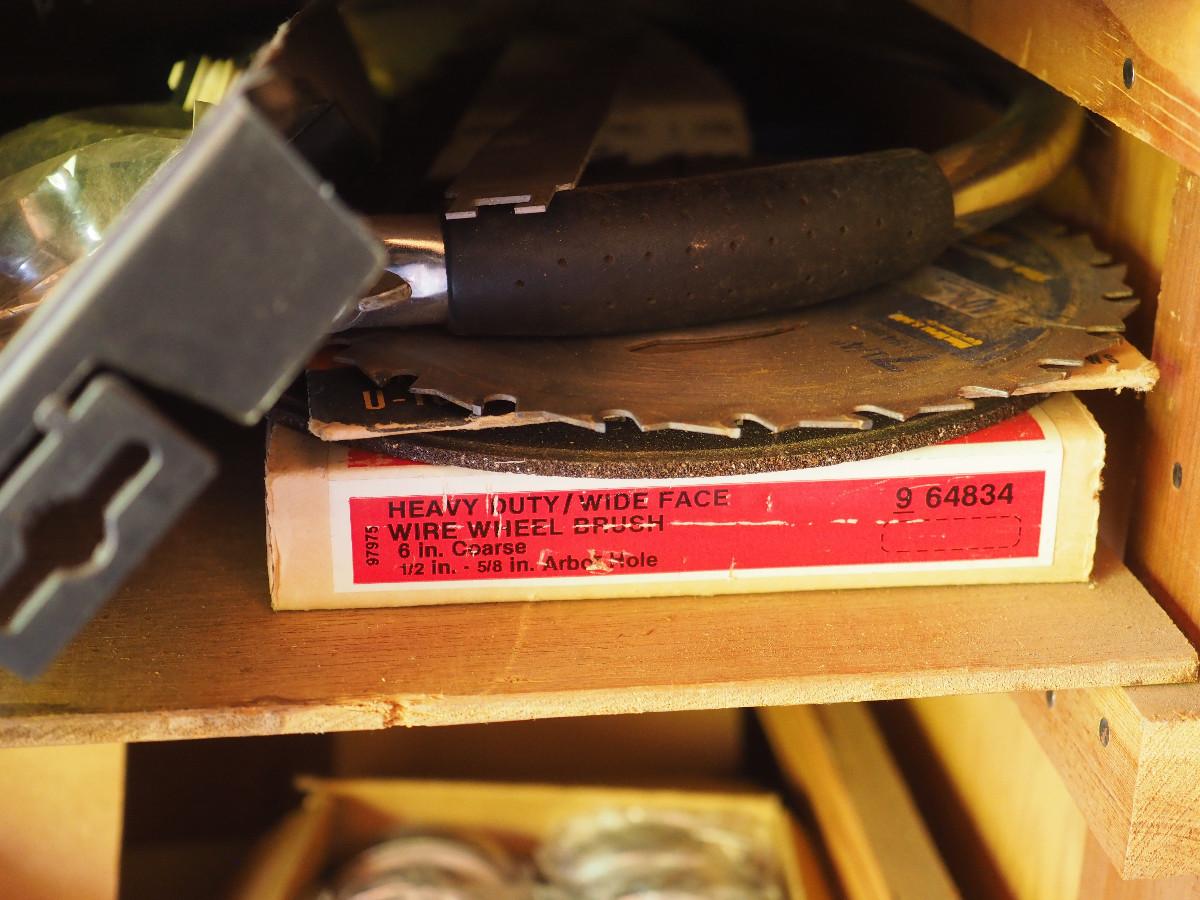 U-
HEAVY DUTY/WIDE FACE
WIRE WHEEL BRUSH
6 in. Coarse
1/2 in. - 5/8 in. Arbor Hole
9 64834
97975